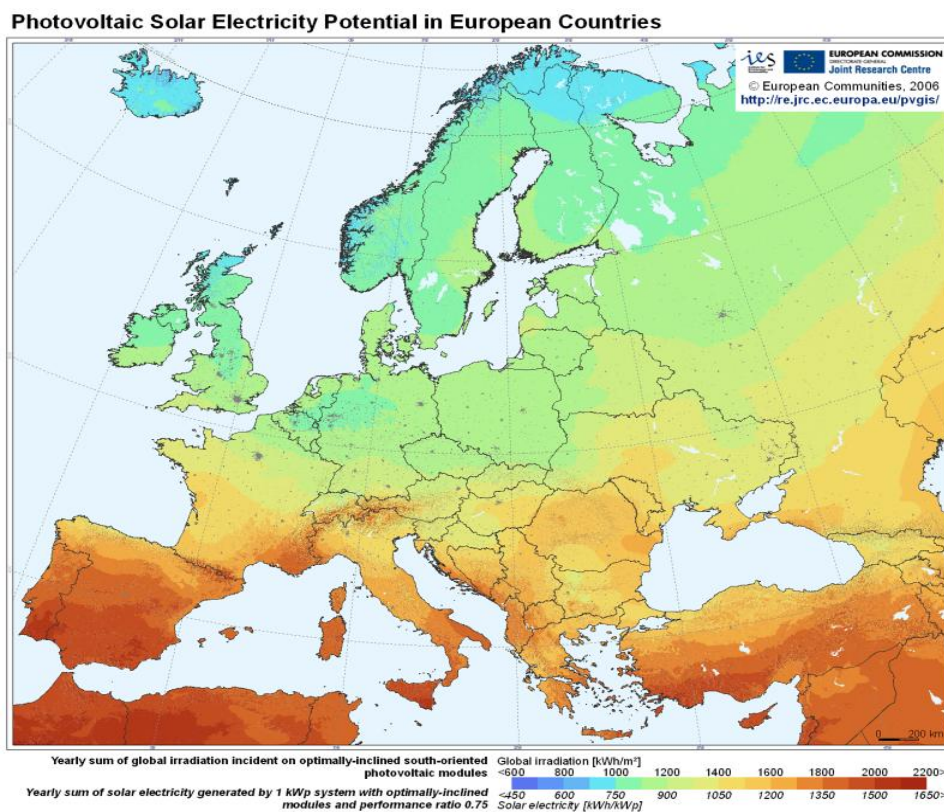 Photovoltaic Solar Electricity Potential in European Countries
ies
EUROPEAN COMMISSION
DIRECTORATE GENERAL
Joint Research Centre
© European Communities, 2006
http://re.jrc.ec.europa.eu/pvgis/
0 200 km
Yearly sum of global irradiation incident on optimally-inclined south-oriented
photovoltaic modules
Global irradiation [kWh/m²]
<600 800 1000 1200 1400 1600 1800 2000 2200>
Yearly sum of solar electricity generated by 1 kWp system with optimally-inclined
modules and performance ratio 0.75
<450 600 750 900 1050 1200 1350 1500 1650>
Solar electricity [kWh/kWp]